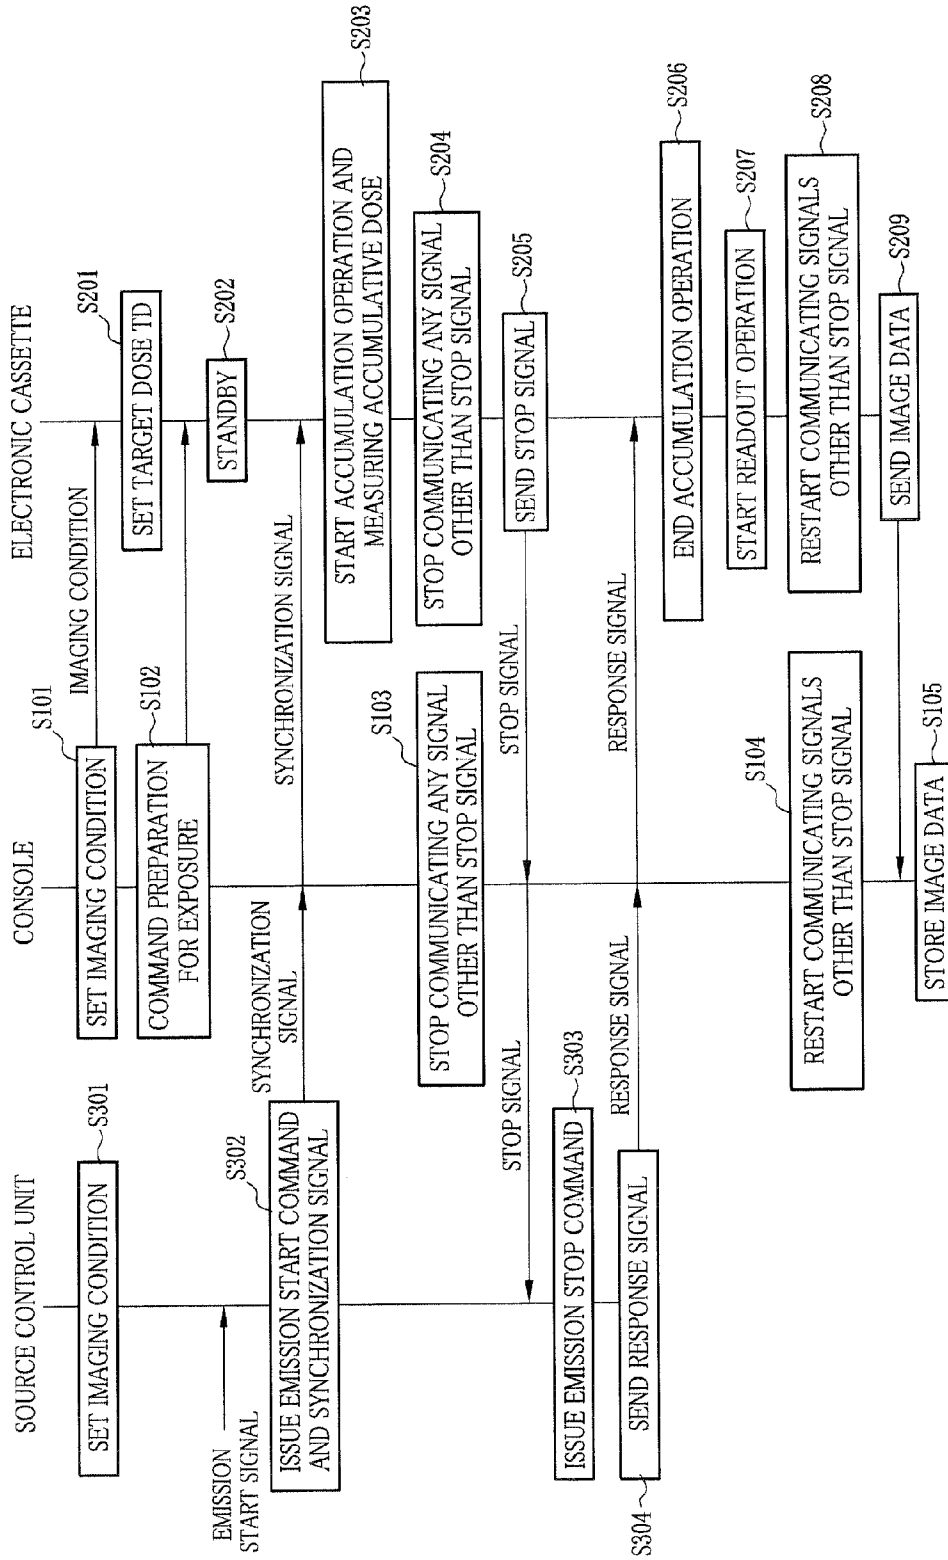 SOURCE CONTROL UNIT
CONSOLE
ELECTRONIC CASSETTE
S301
SET IMAGING CONDITION
S101
SET IMAGING CONDITION
IMAGING CONDITION
S201
SET TARGET DOSE TD
S102
COMMAND PREPARATION
FOR EXPOSURE
S202
STANDBY
EMISSION
START SIGNAL
S302
ISSUE EMISSION START COMMAND
AND SYNCHRONIZATION SIGNAL
SYNCHRONIZATION
SIGNAL
SYNCHRONIZATION SIGNAL
S203
START ACCUMULATION OPERATION AND
MEASURING ACCUMULATIVE DOSE
S103
STOP COMMUNICATING ANY SIGNAL
OTHER THAN STOP SIGNAL
S204
STOP COMMUNICATING ANY SIGNAL
OTHER THAN STOP SIGNAL
S205
SEND STOP SIGNAL
STOP SIGNAL
STOP SIGNAL
S303
ISSUE EMISSION STOP COMMAND
S304
SEND RESPONSE SIGNAL
RESPONSE SIGNAL
RESPONSE SIGNAL
S206
END ACCUMULATION OPERATION
S207
START READOUT OPERATION
S104
RESTART COMMUNICATING SIGNALS
OTHER THAN STOP SIGNAL
S208
RESTART COMMUNICATING SIGNALS
OTHER THAN STOP SIGNAL
S209
SEND IMAGE DATA
S105
STORE IMAGE DATA